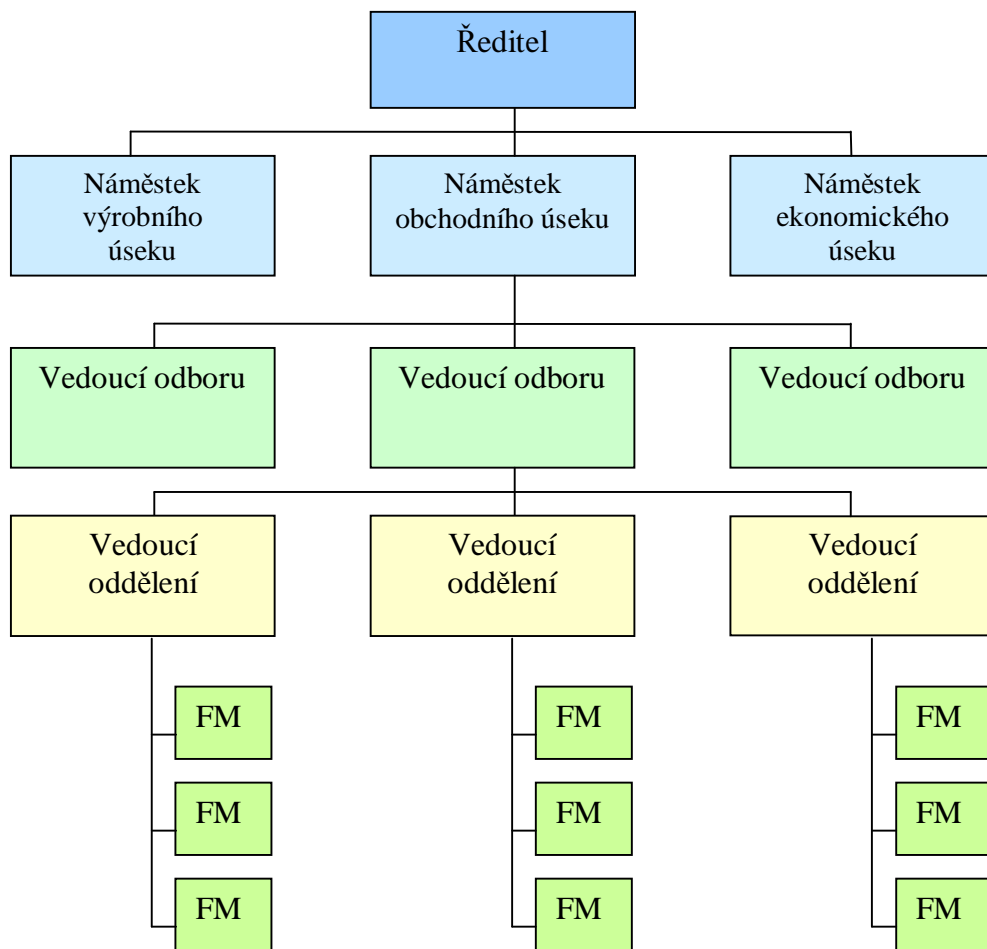 Ředitel
Náměstek
výrobního
úseku
Náměstek
obchodního úseku
Náměstek
ekonomického
úseku
Vedoucí odboru
Vedoucí odboru
Vedoucí odboru
Vedoucí
oddělení
Vedoucí
oddělení
Vedoucí
oddělení
FM
FM
FM
FM
FM
FM
FM
FM
FM